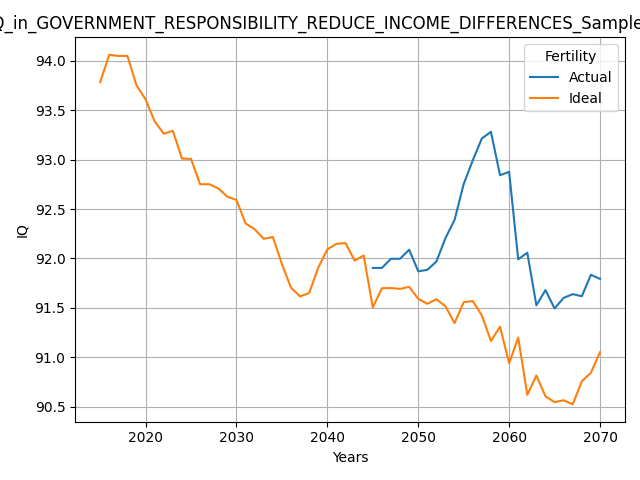 Q_in_GOVERNMENT_RESPONSIBILITY_REDUCE_INCOME_DIFFERENCES_Sample
Fertility
Actual
Ideal
94.0
93.5
93.0
92.5
92.0
91.5
91.0
90.5
IQ
2020 2030 2040 2050 2060 2070
Years